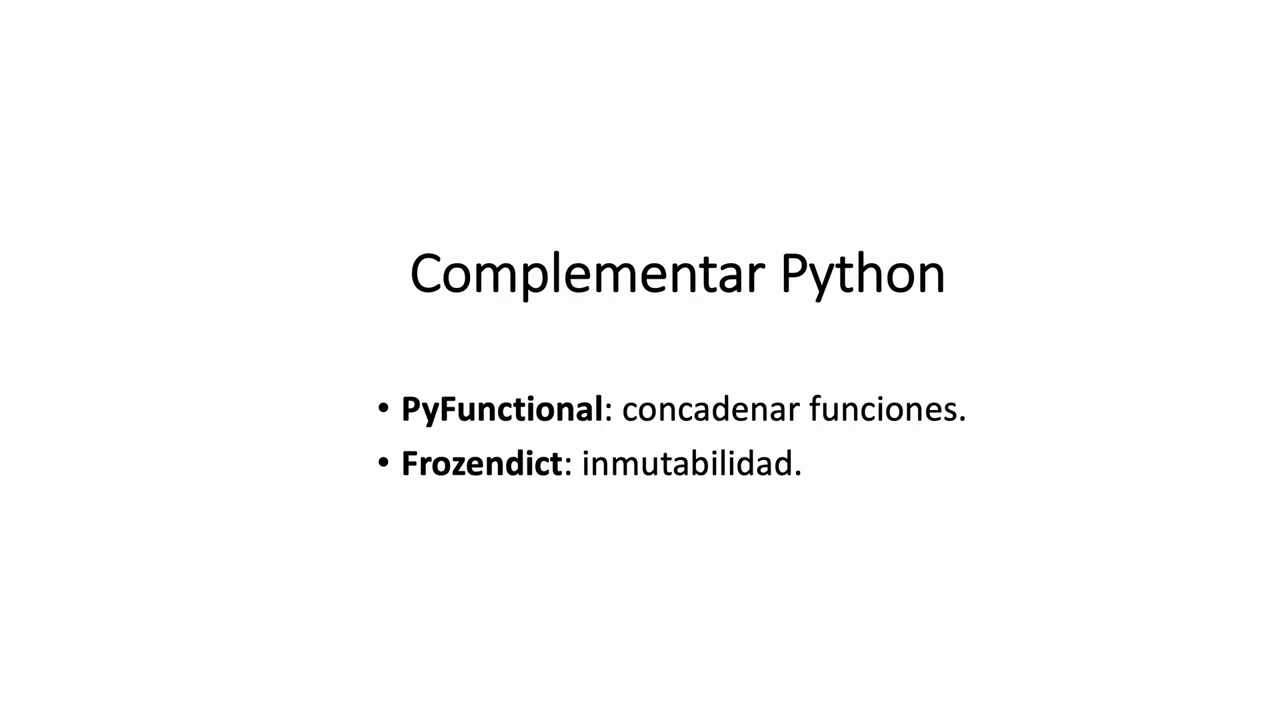 Complementar Python
• PyFunctional: concadenar funciones.
• Frozendict: inmutabilidad.